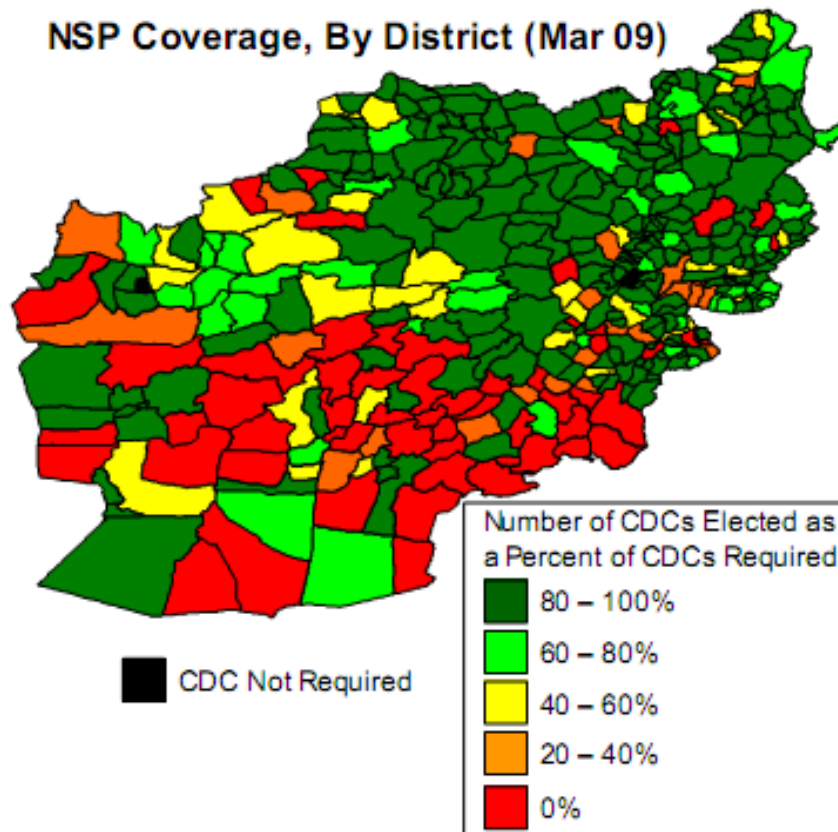 NSP Coverage, By District (Mar 09)
Number of CDCs Elected as
a Percent of CDCs Required
80 – 100%
60 – 80%
CDC Not Required
40 – 60%
20 – 40%
0%